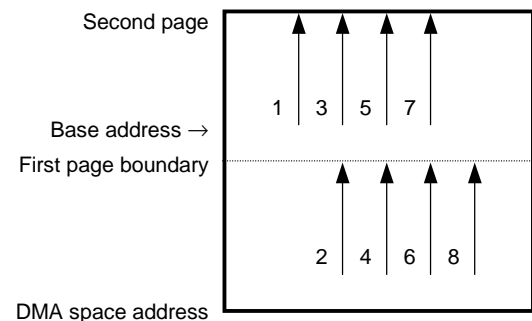 Second page
1 3 5 7
Base address →
First page boundary
2 4 6 8
DMA space address